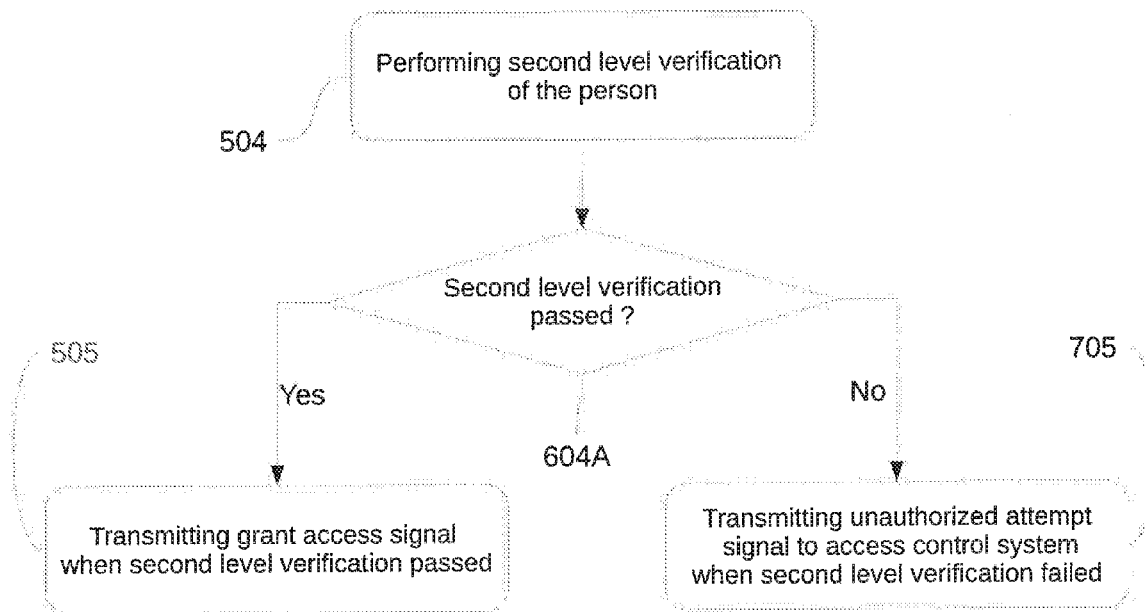 Performing second level verification
of the person
504
Second level verification
passed ?
505
705
Yes
No
604A
Transmitting grant access signal
when second level verification passed
Transmitting unauthorized attempt
signal to access control system
when second level verification failed